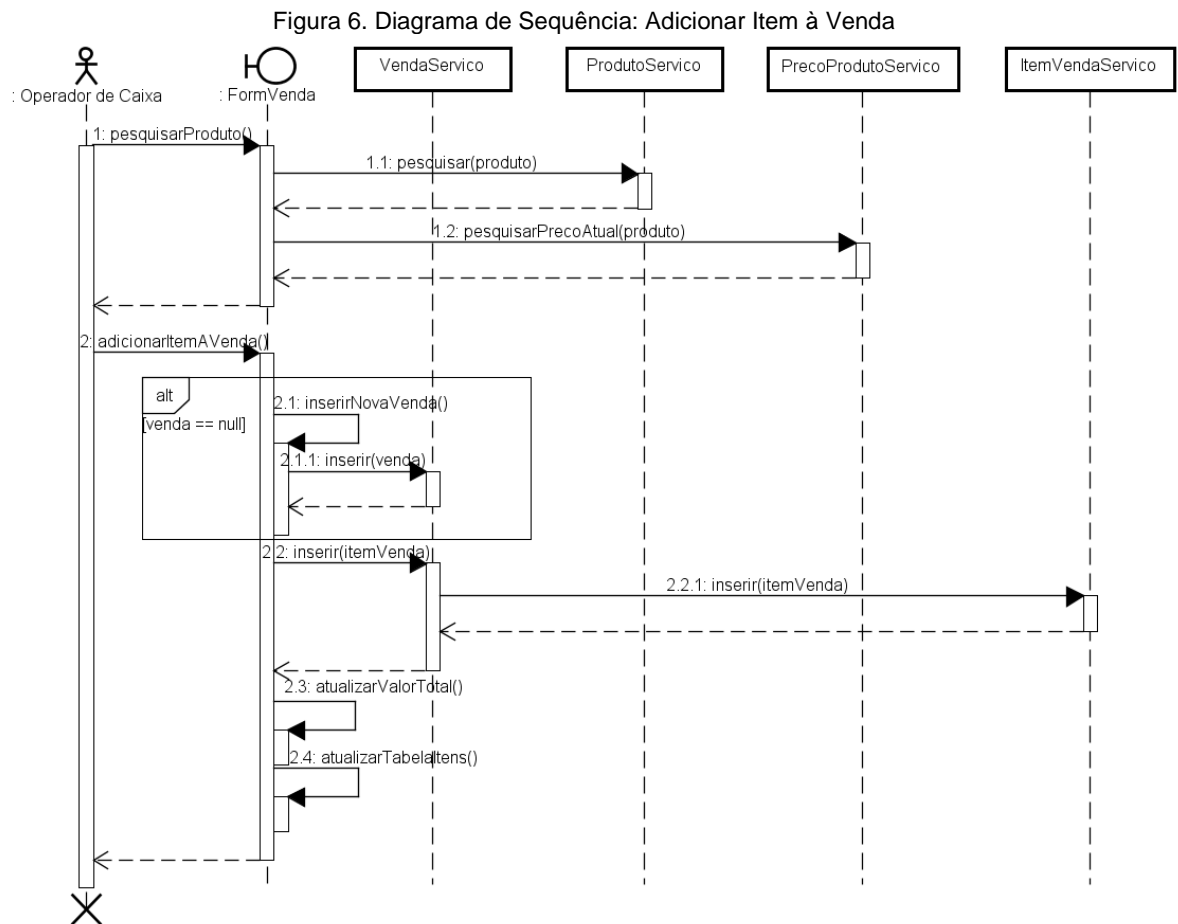 Figura 6. Diagrama de Sequência: Adicionar Item à Venda
VendaServico
ProdutoServico
PrecoProdutoServico
ItemVendaServico
: Operador de Caixa
: FormVenda
1: pesquisarProduto()
1.1: pesquisar(produto)
1.2: pesquisarPrecoAtual(produto)
2: adicionarItemAVenda()
alt
[venda == null]
2.1: inserirNovaVenda()
2.1.1: inserir(venda)
2.2: inserir(itemVenda)
2.2.1: inserir(itemVenda)
2.3: atualizarValorTotal()
2.4: atualizarTabelaItens()